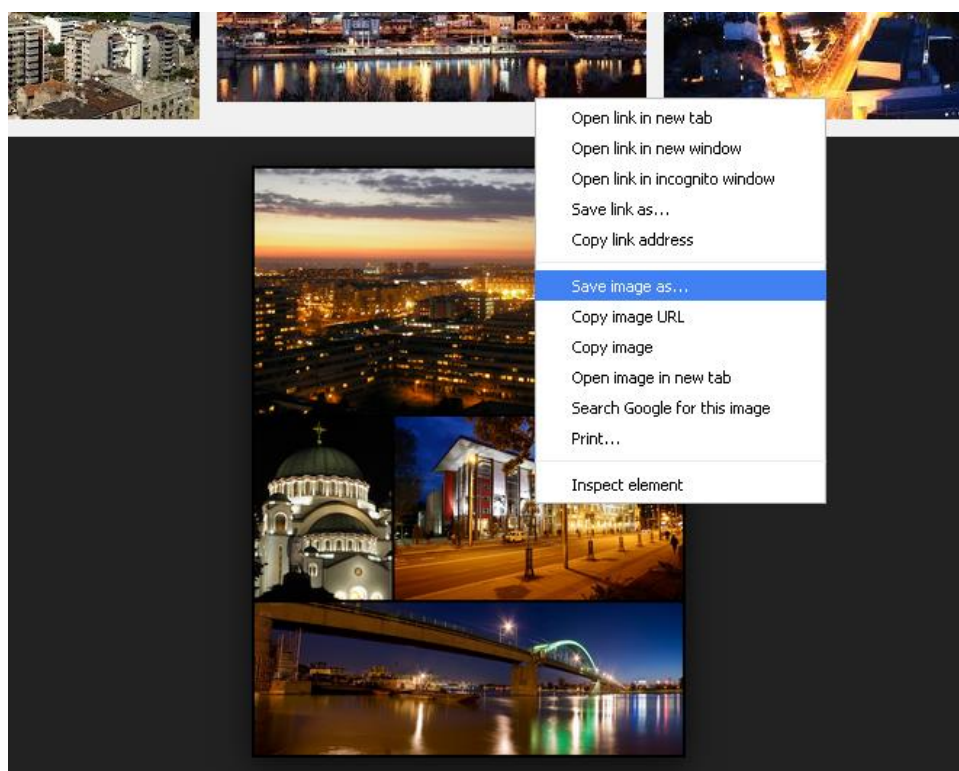 Open link in new tab
Open link in new window
Open link in incognito window
Save link as...
Copy link address
Save image as...
Copy image URL
Copy image
Open image in new tab
Search Google for this image
Print...
Inspect element